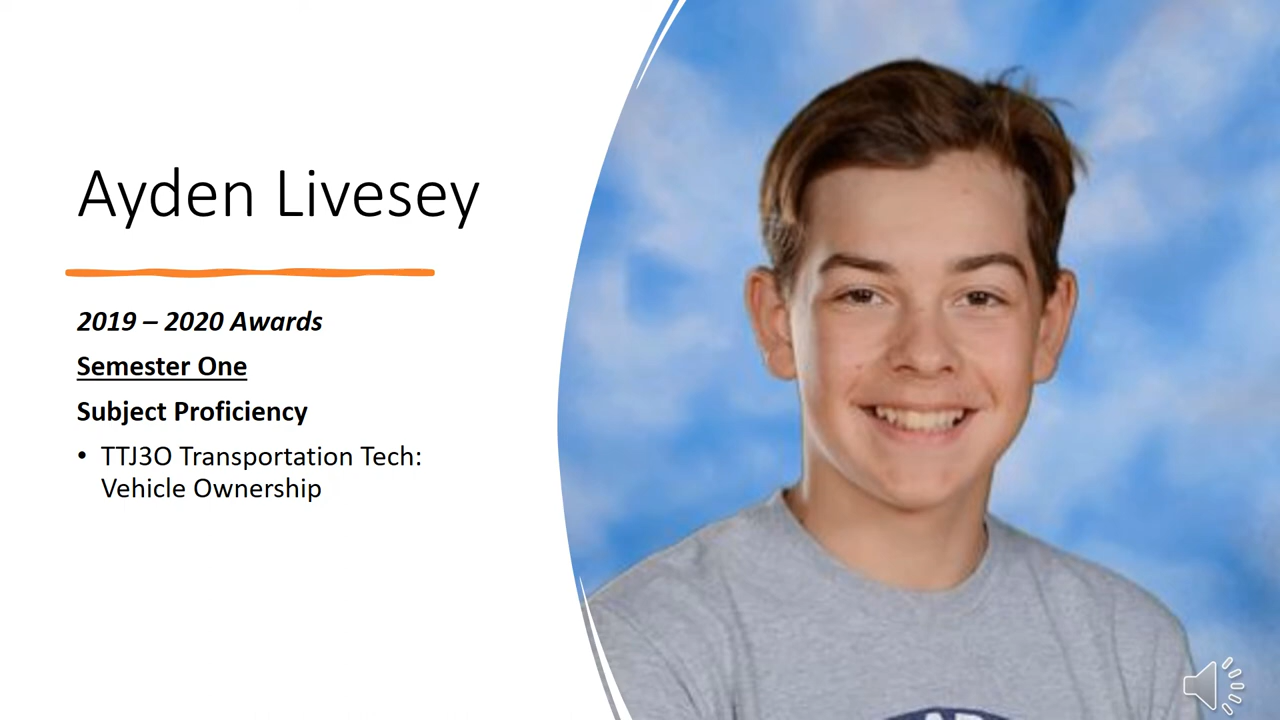 Ayden Livesey
2019 – 2020 Awards
Semester One
Subject Proficiency
• TTJ3O Transportation Tech:
Vehicle Ownership